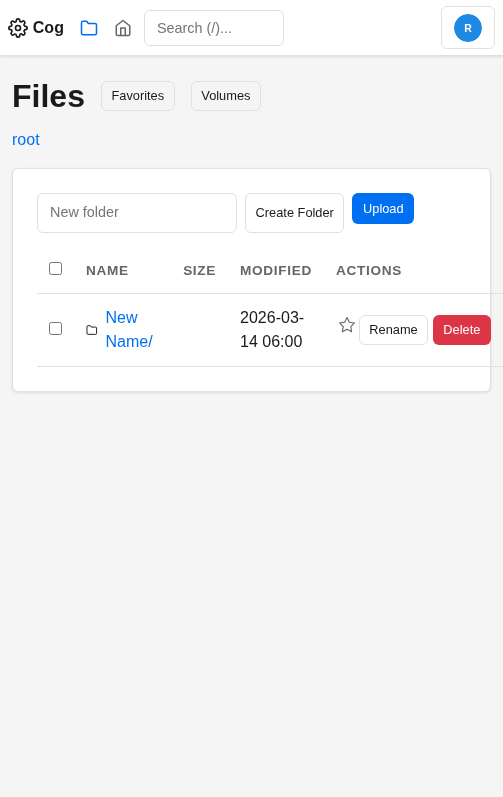 Cog Search (/)... R
Files Favorites Volumes
root
New folder Create Folder Upload
NAME SIZE MODIFIED ACTIONS
New Name/ 2026-03-14 06:00 Rename Delete